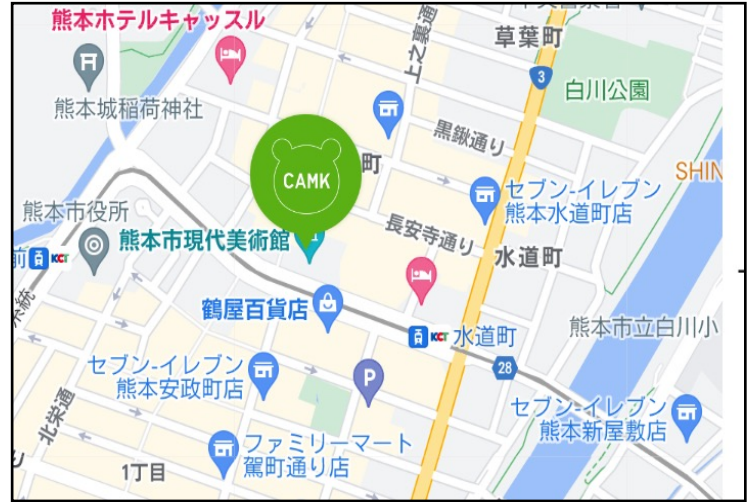 熊本ホテルキャッスル
上之裏通
草葉町
3
白川公園
熊本城稲荷神社
黒鍬通り
CAMK
町
SHIN
セブン-イレブン
熊本水道町店
熊本市役所
長安寺通り
水道町
熊本市現代美術館
前
KCT
鶴屋百貨店
KCT
水道町
熊本市立白川小
系統
セブン-イレブン
熊本安政町店
P
28
セブン-イレブン
熊本新屋敷店
北栄通
ファミリーマート
駕町通り店
1丁目